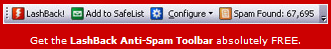 LashBack! Add to SafeList Configure Spam Found: 67,695
Get the LashBack Anti-Spam Toolbar absolutely FREE.